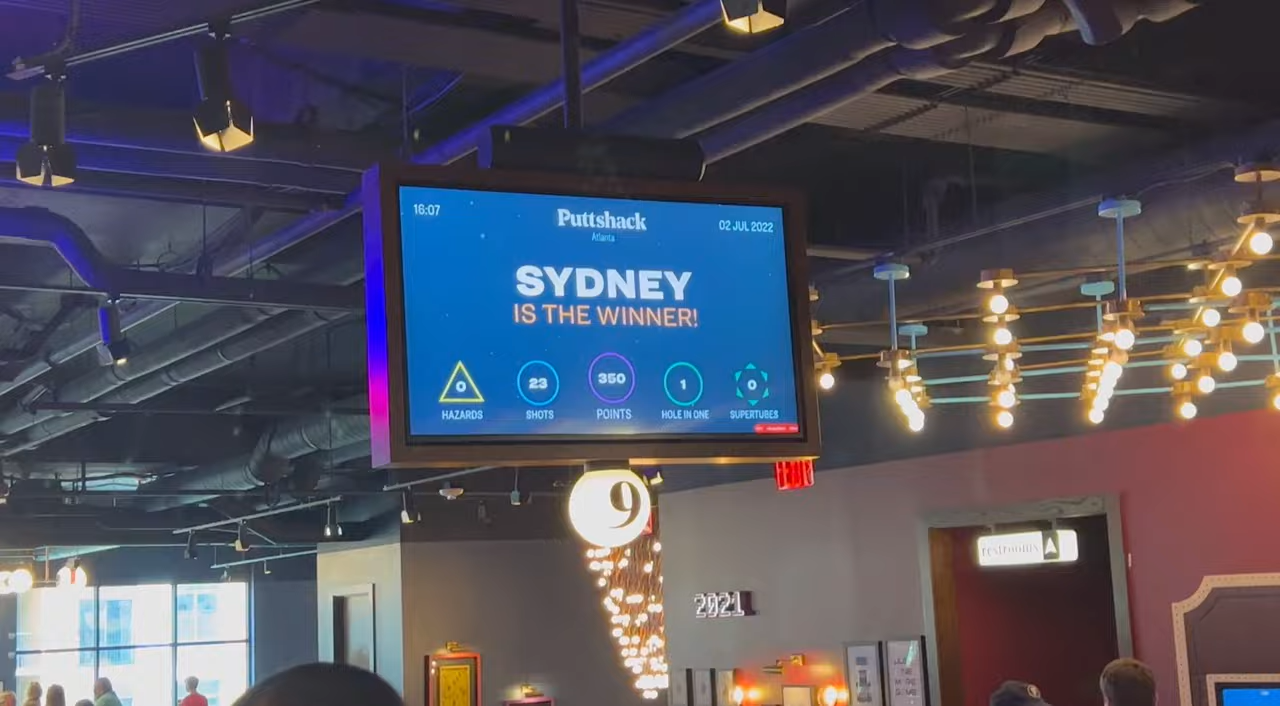 16:07
Puttshack
Atlanta
02 JUL 2022
SYDNEY
IS THE WINNER!
0
23
350
1
0
HAZARDS
SHOTS
POINTS
HOLE IN ONE
SUPERTUBES
9
restrooms
2021